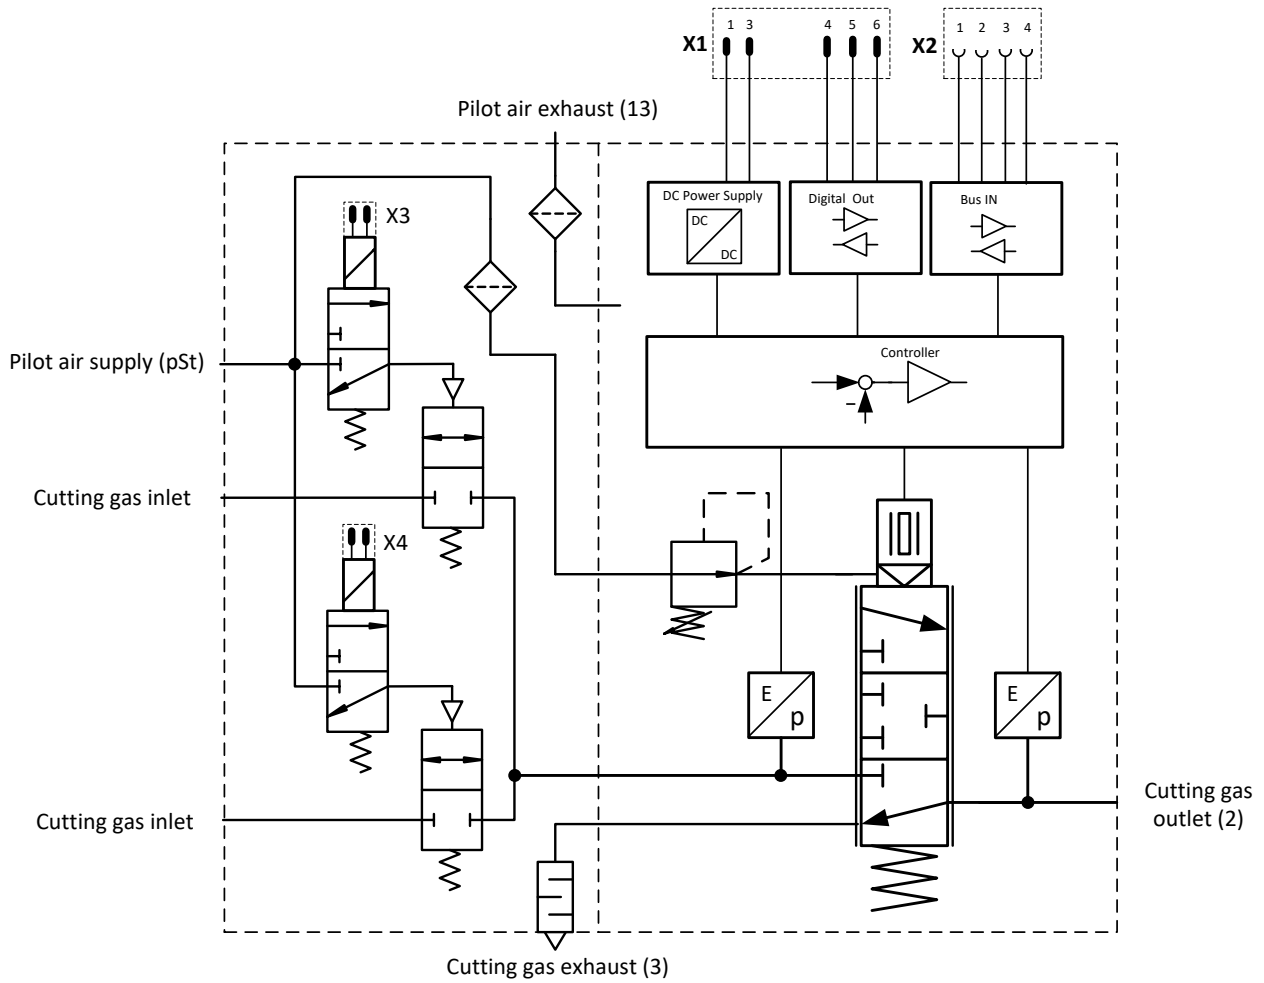 1 3 4 5 6
1 2 3 4
X1
X2
Pilot air exhaust (13)
DC Power Supply
DC
DC
Digital Out
Bus IN
X3
Pilot air supply (pSt)
Controller
–
Cutting gas inlet
X4
E
p
E
p
Cutting gas inlet
Cutting gas
outlet (2)
Cutting gas exhaust (3)